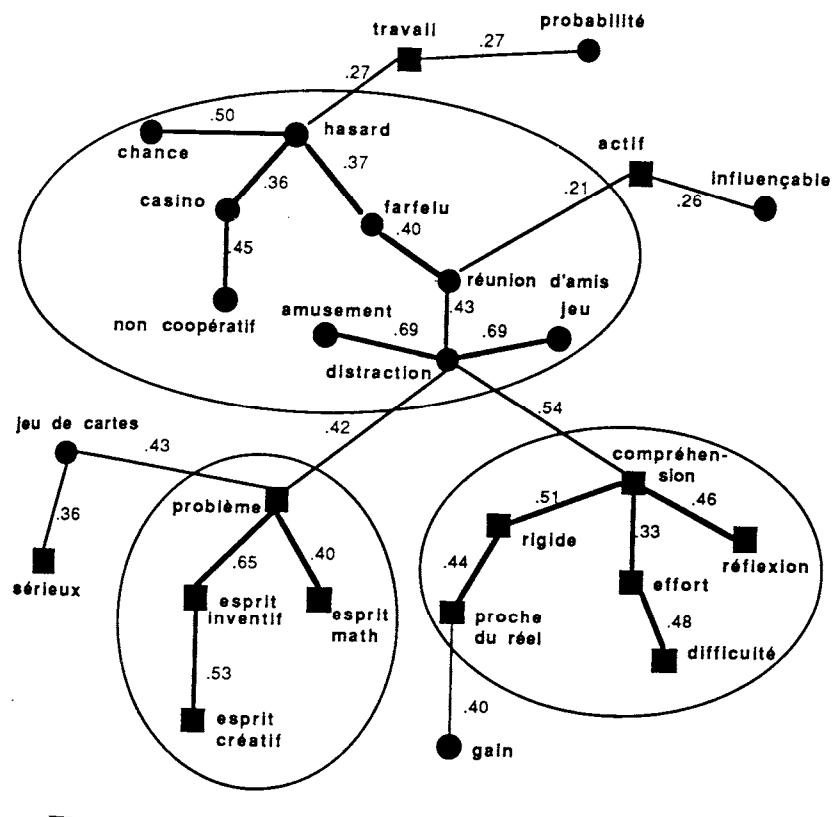 probabilité
travail
.27
.27
.50
hasard
chance
.37
actif
.36
influençable
casino
farfelu
.21
.26
.40
.45
réunion d'amis
.43
jeu
amusement
non coopératif
.69
.69
distraction
.54
jeu de cartes
.42
.43
compréhen-
sion
problème
.51
.46
.36
rigide
.33
réflexion
.40
.65
.44
sérieux
effort
esprit
inventif
esprit
math
proche
du réel
.48
difficulté
.53
.40
esprit
créatif
gain